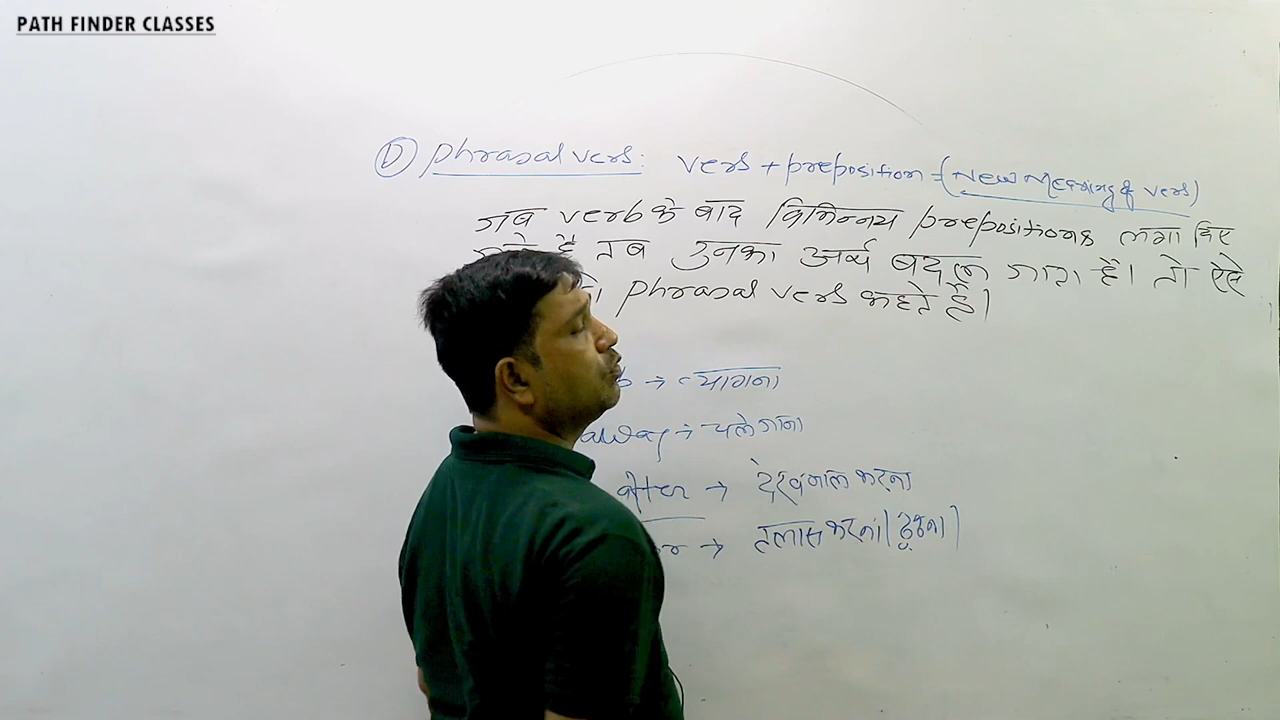 PATH FINDER CLASSES
(D) Phrasal verb: verb + preposition = (New Meaning of verb)
जब verb के बाद विभिन्नय prepositions लगा दिए
है तब उनका अर्थ बदल जाता है। तो ऐसे
phrasal verb कहते है।
→ त्यागना
away → चले जाना
after → देखभाल करना
→ तलास करना (ढूढना)